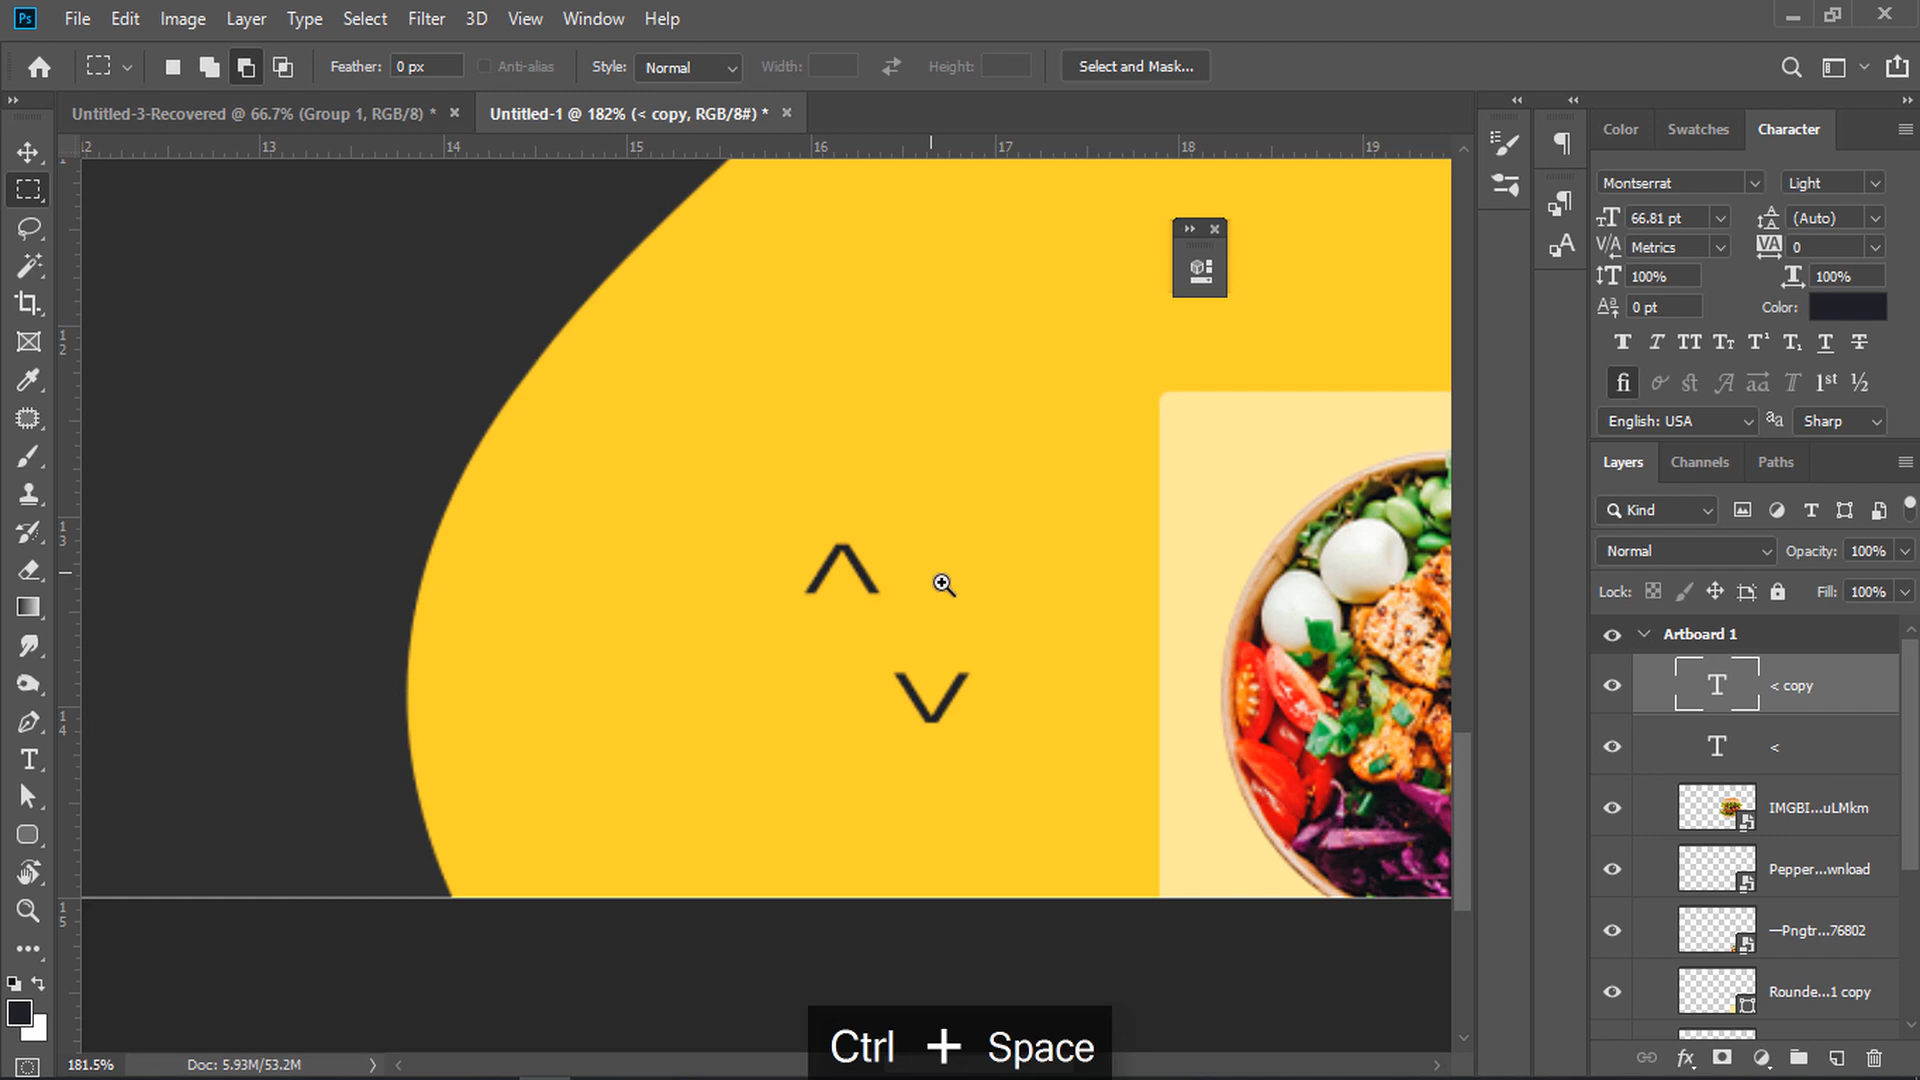 Ps File Edit Image Layer Type Select Filter 3D View Window Help
Feather: 0 px Anti-alias Style: Normal Width: Height: Select and Mask...
Untitled-3-Recovered @ 66.7% (Group 1, RGB/8) * Untitled-1 @ 182% (< copy, RGB/8#) *
12 13 14 15 16 17 18 19
Color Swatches Character
Montserrat Light
66.81 pt (Auto)
Metrics 0
100% 100%
0 pt Color:
English: USA Sharp
Layers Channels Paths
Kind
Normal Opacity: 100%
Lock: Fill: 100%
Artboard 1
< copy
<
IMGBI...uLMkm
Pepper...wnload
—Pngtr...76802
Rounde...1 copy
12
13
14
15
< <
Ctrl + Space
181.5% Doc: 5.93M/53.2M